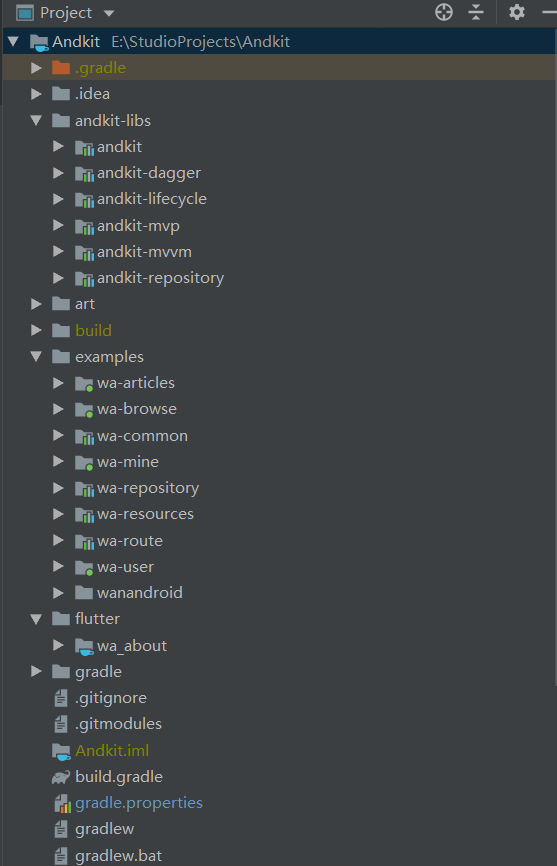 Project
Andkit E:\StudioProjects\Andkit
.gradle
.idea
andkit-libs
andkit
andkit-dagger
andkit-lifecycle
andkit-mvp
andkit-mvvm
andkit-repository
art
build
examples
wa-articles
wa-browse
wa-common
wa-mine
wa-repository
wa-resources
wa-route
wa-user
wanandroid
flutter
wa_about
gradle
.gitignore
.gitmodules
Andkit.iml
build.gradle
gradle.properties
gradlew
gradlew.bat